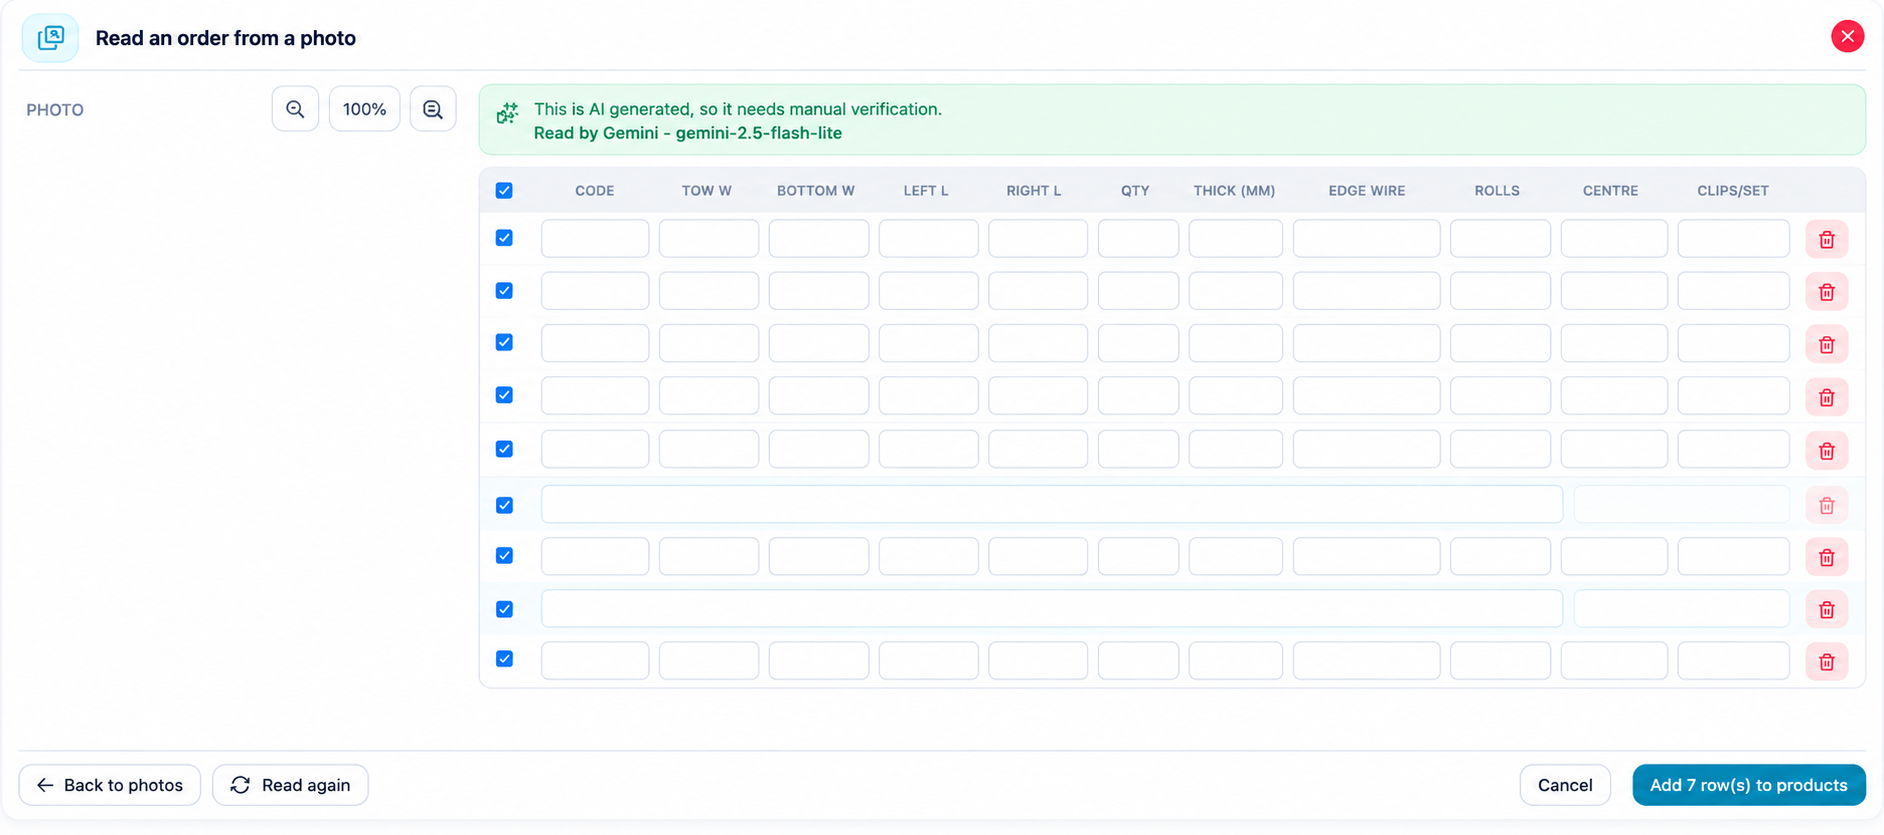 Read an order from a photo
PHOTO
100%
This is AI generated, so it needs manual verification.
Read by Gemini - gemini-2.5-flash-lite
CODE TOW W BOTTOM W LEFT L RIGHT L QTY THICK (MM) EDGE WIRE ROLLS CENTRE CLIPS/SET
Back to photos
Read again
Cancel
Add 7 row(s) to products